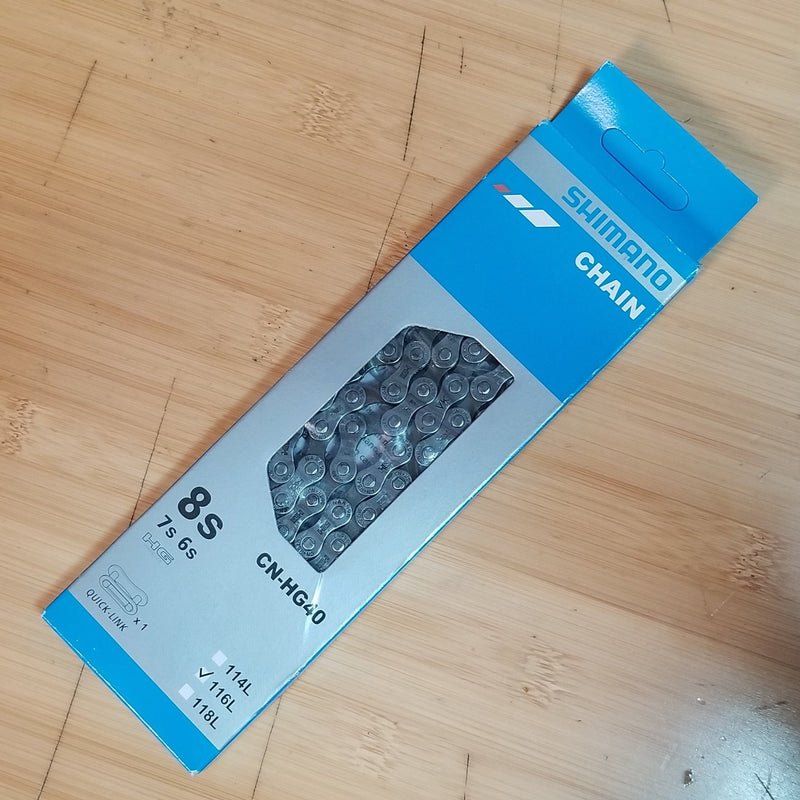 SHIMANO
CHAIN
8s
7s 6s
HG
CN-HG40
QUICK-LINK x 1
114L
116L
118L